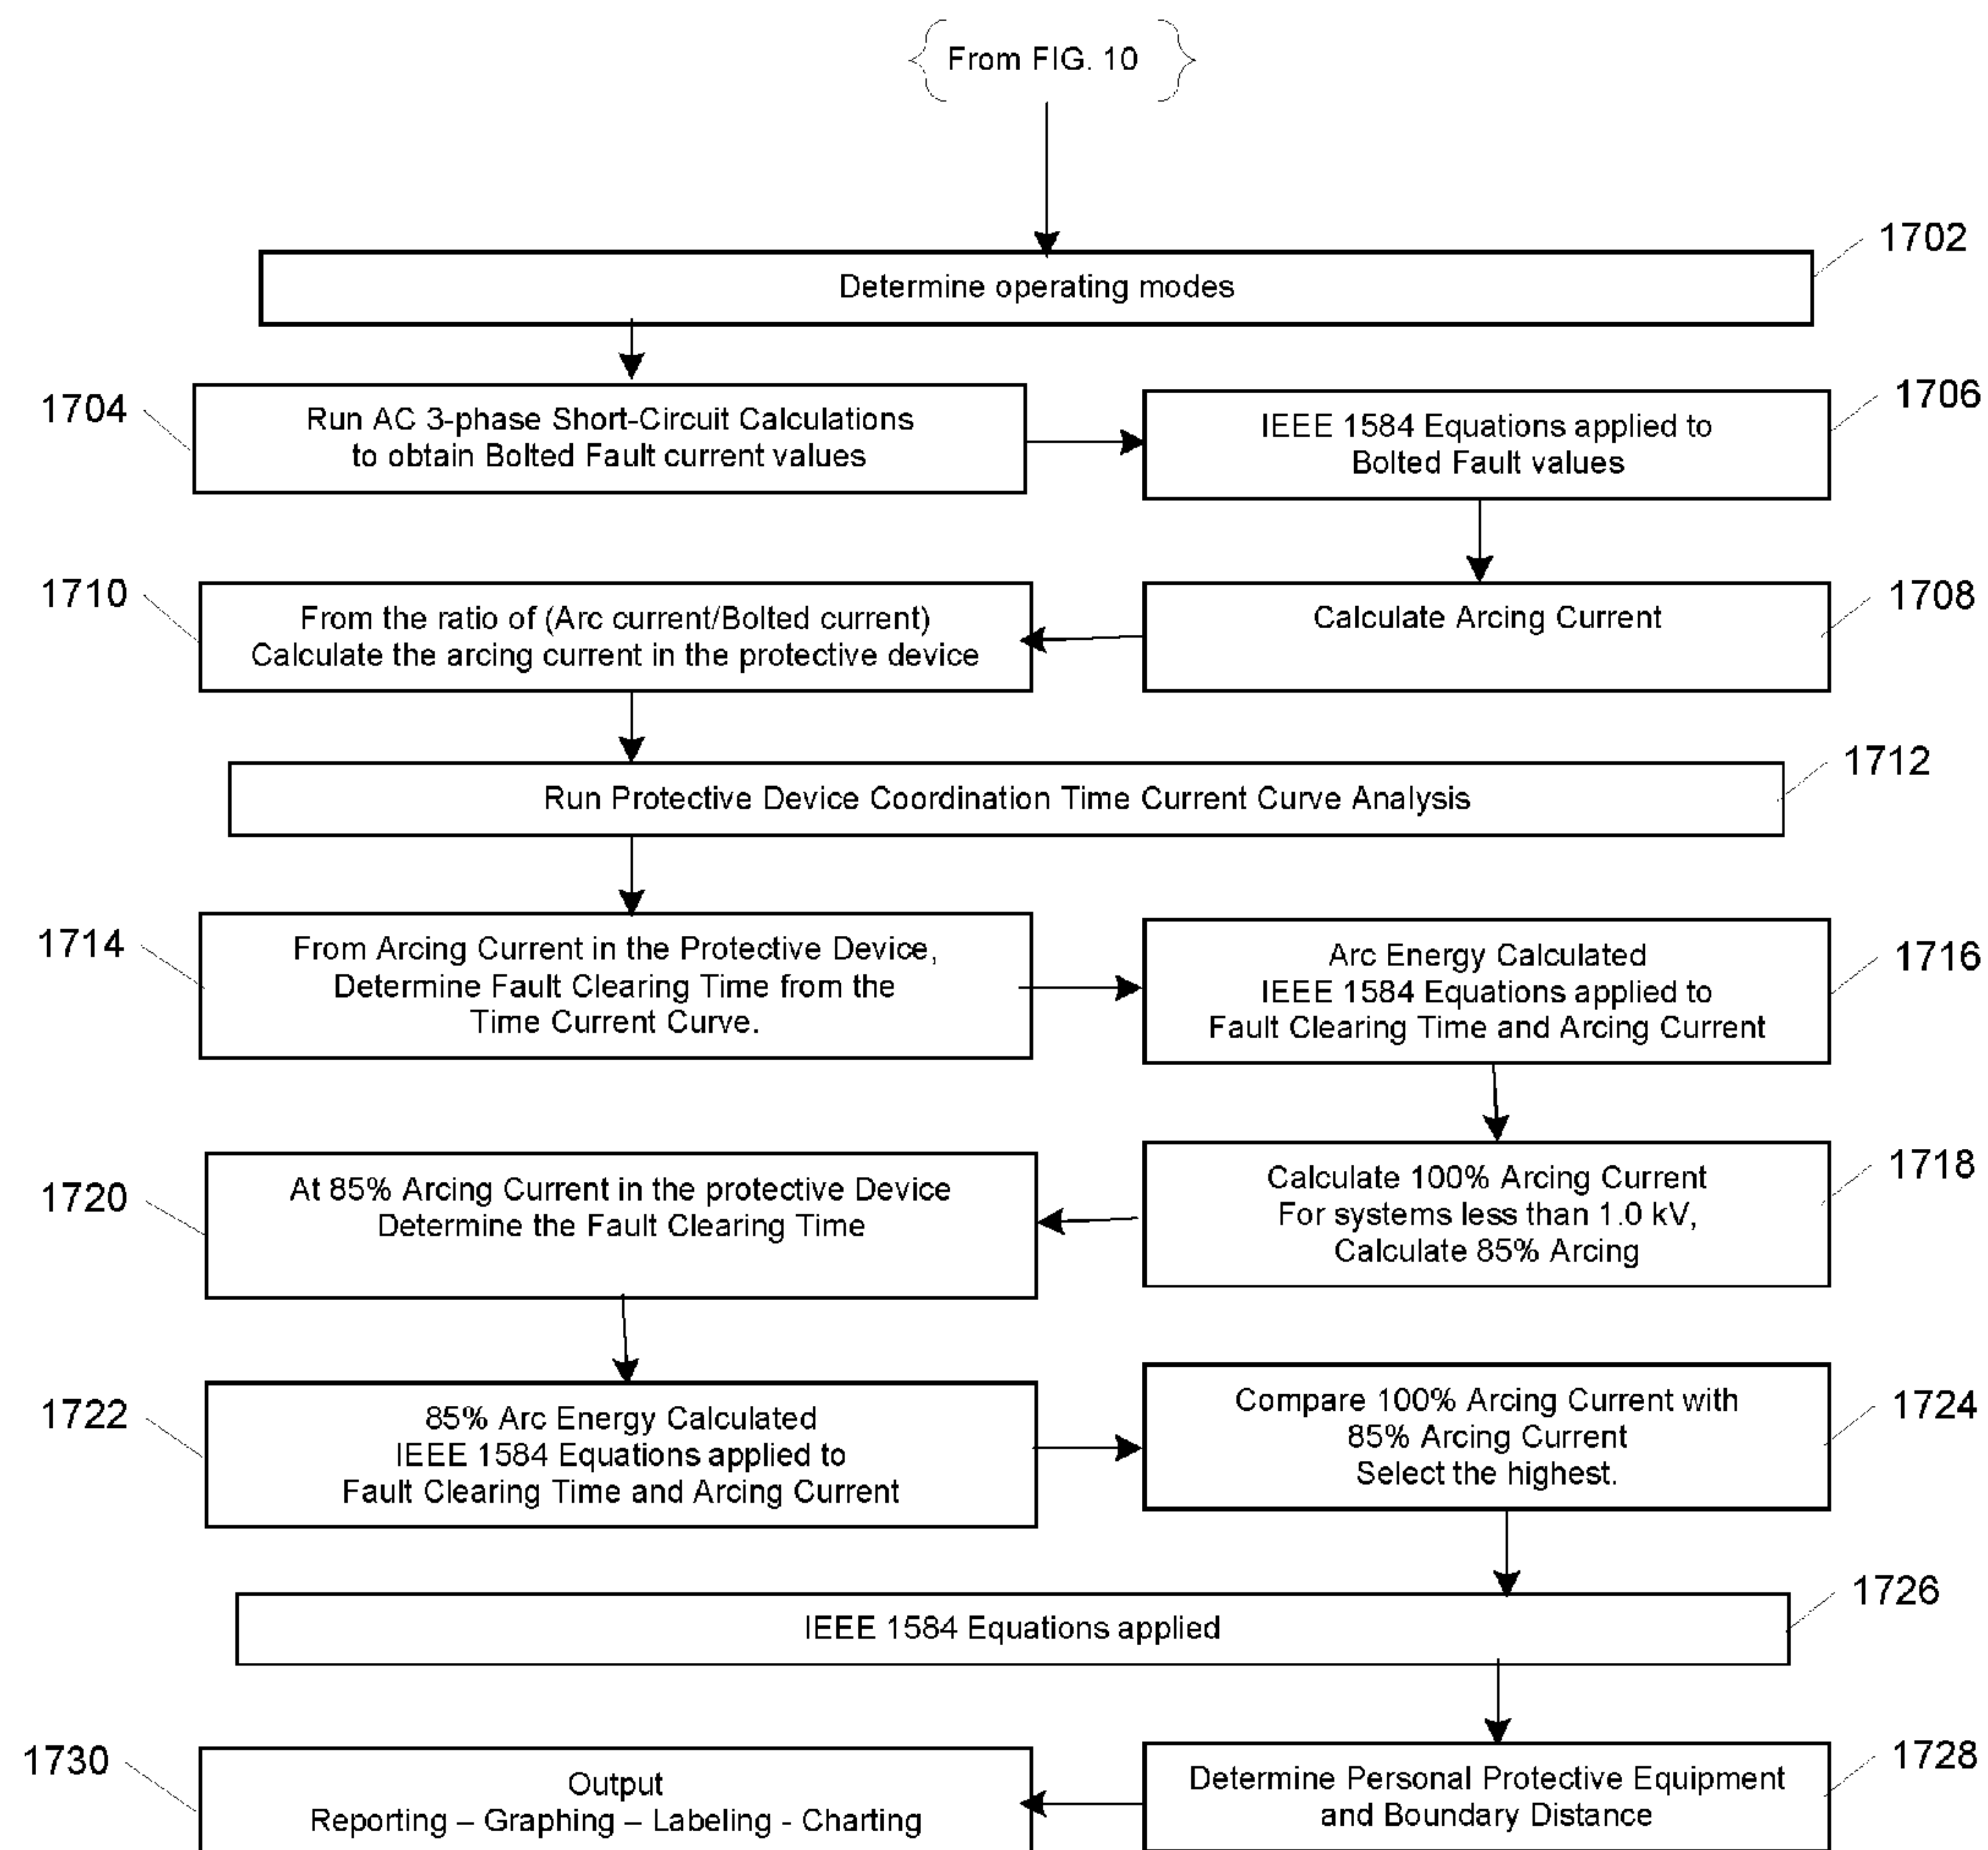 From FIG. 10
1702
Determine operating modes
1704
Run AC 3-phase Short-Circuit Calculations
to obtain Bolted Fault current values
1706
IEEE 1584 Equations applied to
Bolted Fault values
1710
From the ratio of (Arc current/Bolted current)
Calculate the arcing current in the protective device
1708
Calculate Arcing Current
1712
Run Protective Device Coordination Time Current Curve Analysis
1714
From Arcing Current in the Protective Device,
Determine Fault Clearing Time from the
Time Current Curve.
1716
Arc Energy Calculated
IEEE 1584 Equations applied to
Fault Clearing Time and Arcing Current
1720
At 85% Arcing Current in the protective Device
Determine the Fault Clearing Time
1718
Calculate 100% Arcing Current
For systems less than 1.0 kV,
Calculate 85% Arcing
1722
85% Arc Energy Calculated
IEEE 1584 Equations applied to
Fault Clearing Time and Arcing Current
1724
Compare 100% Arcing Current with
85% Arcing Current
Select the highest.
1726
IEEE 1584 Equations applied
1730
Output
Reporting – Graphing – Labeling - Charting
1728
Determine Personal Protective Equipment
and Boundary Distance